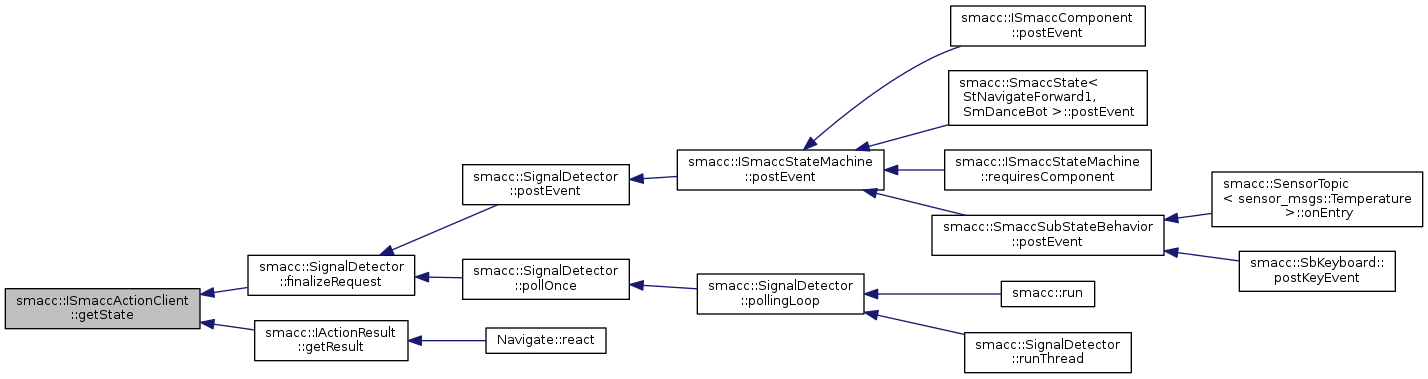 smacc::ISmaccActionClient
::getState
smacc::SignalDetector
::finalizeRequest
smacc::IActionResult
::getResult
smacc::SignalDetector
::postEvent
smacc::SignalDetector
::pollOnce
Navigate::react
smacc::ISmaccStateMachine
::postEvent
smacc::SignalDetector
::pollingLoop
smacc::ISmaccComponent
::postEvent
smacc::SmaccState<
StNavigateForward1,
SmDanceBot >::postEvent
smacc::ISmaccStateMachine
::requiresComponent
smacc::SmaccSubStateBehavior
::postEvent
smacc::run
smacc::SignalDetector
::runThread
smacc::SensorTopic
< sensor_msgs::Temperature
>::onEntry
smacc::SbKeyboard::
postKeyEvent